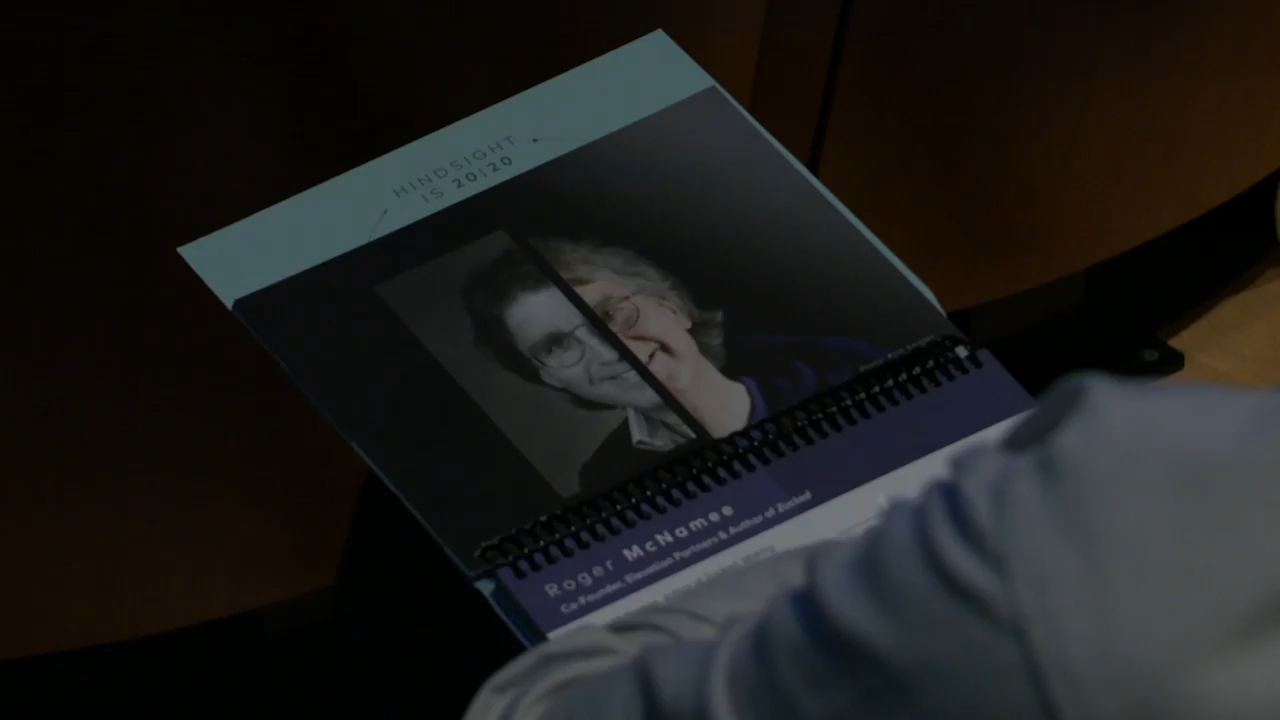 HINDSIGHT
IS 20|20
Roger McNamee
Co-Founder, Elevation Partners & Author of Zucked